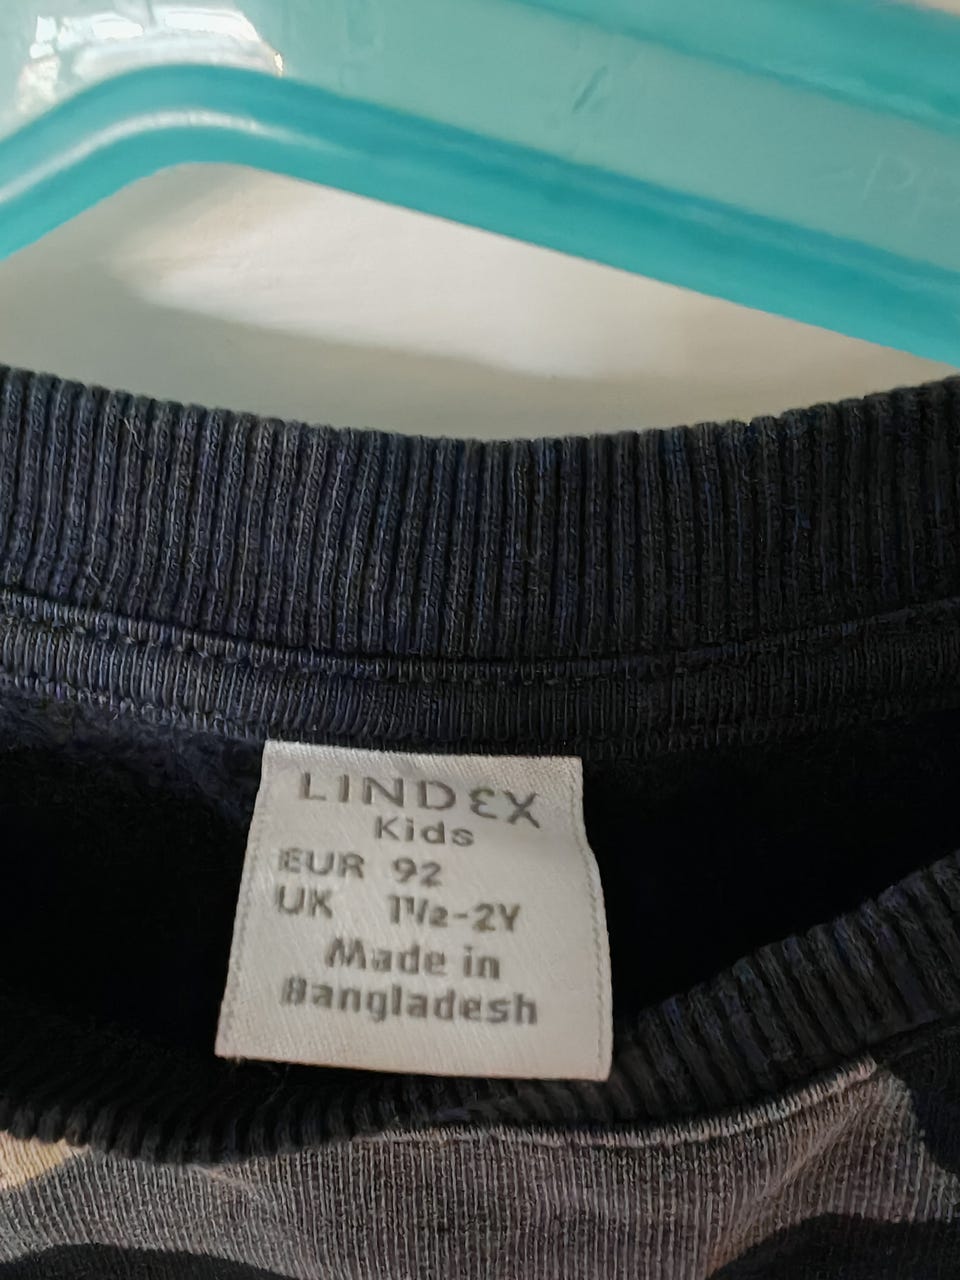 LINDEX
Kids
EUR 92
UK 1½-2Y
Made in
Bangladesh